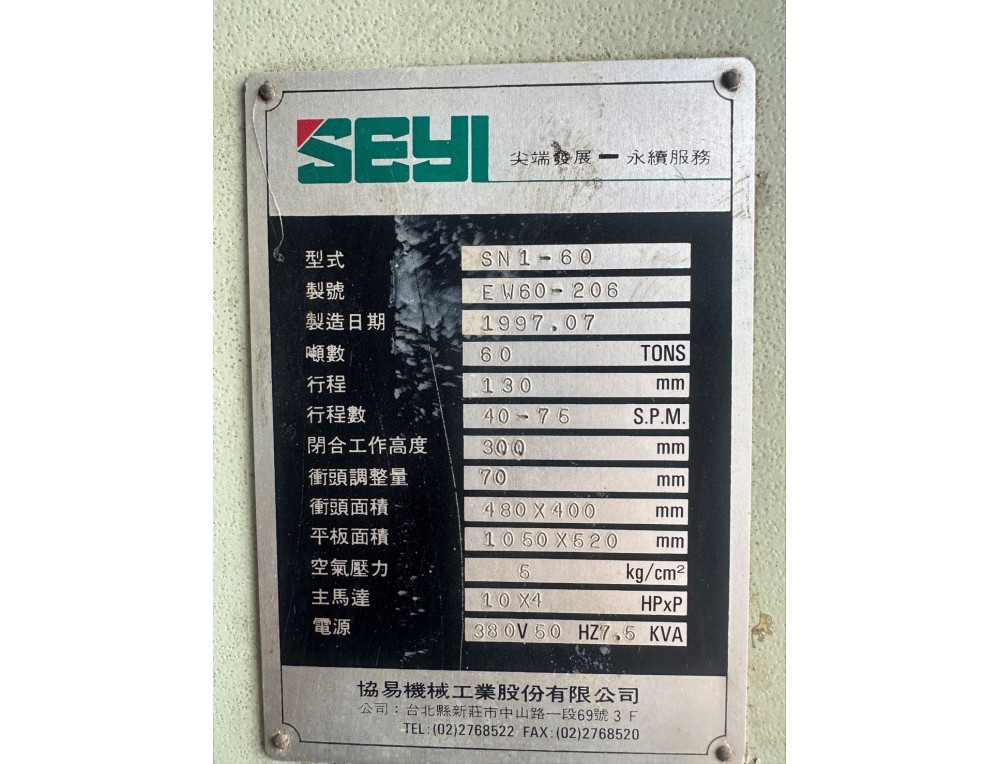 SEYI 尖端發展 — 永續服務
型式 SN1-60
製號 EW60-206
製造日期 1997.07
噸數 60 TONS
行程 130 mm
行程數 40-75 S.P.M.
閉合工作高度 300 mm
衝頭調整量 70 mm
衝頭面積 480X400 mm
平板面積 1050X520 mm
空氣壓力 5 kg/cm²
主馬達 10X4 HPxP
電源 380V 50 HZ7.5 KVA
協易機械工業股份有限公司
公司：台北縣新莊市中山路一段69號3F
TEL:(02)2768522 FAX:(02)2768520